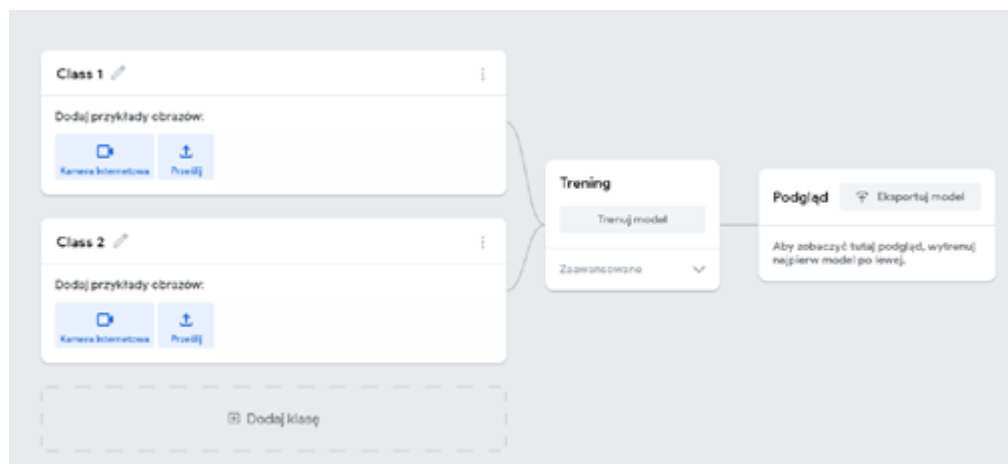 Class 1
Dodaj przykłady obrazów:
Kamera Internetowa
Prześlij
Class 2
Dodaj przykłady obrazów:
Kamera Internetowa
Prześlij
Dodaj klasę
Trening
Trenuj model
Zaawansowane
Podgląd
Eksportuj model
Aby zobaczyć tutaj podgląd, wytrenuj
najpierw model po lewej.